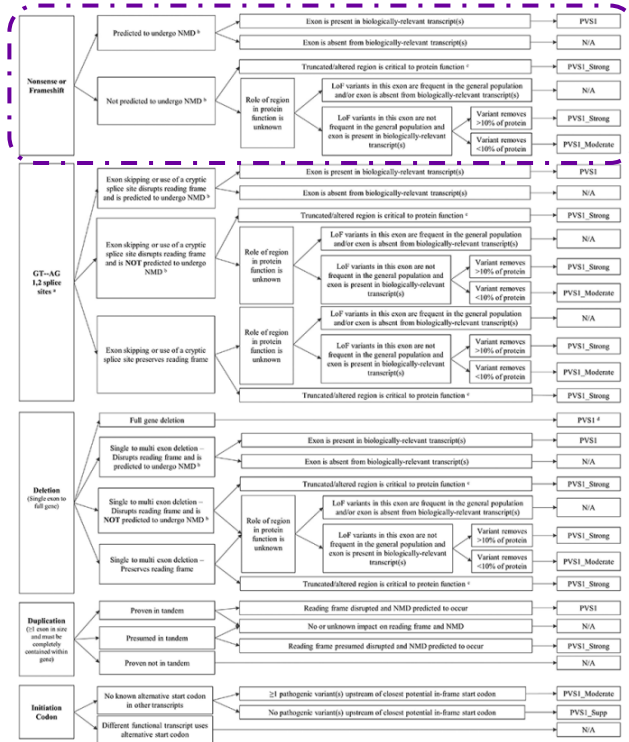 Nonsense or
Frameshift
Predicted to undergo NMD b
Exon is present in biologically-relevant transcript(s)
PVS1
Exon is absent from biologically-relevant transcript(s)
N/A
Not predicted to undergo NMD b
Truncated/altered region is critical to protein function c
PVS1_Strong
Role of region
in protein
function is
unknown
LoF variants in this exon are frequent in the general population
and/or exon is absent from biologically-relevant transcript(s)
N/A
LoF variants in this exon are not
frequent in the general population
and exon is present in biologically-
relevant transcript(s)
Variant removes
>10% of protein
PVS1_Strong
Variant removes
<10% of protein
PVS1_Moderate
GT--AG
1,2 splice
sites a
Exon skipping or use of a cryptic
splice site disrupts reading frame
and is predicted to undergo NMD b
Exon is present in biologically-relevant transcript(s)
PVS1
Exon is absent from biologically-relevant transcript(s)
N/A
Exon skipping or use of a cryptic
splice site disrupts reading frame
and is NOT predicted to undergo
NMD b
Truncated/altered region is critical to protein function c
PVS1_Strong
Role of region
in protein
function is
unknown
LoF variants in this exon are frequent in the general population
and/or exon is absent from biologically-relevant transcript(s)
N/A
LoF variants in this exon are not
frequent in the general population and
exon is present in biologically-relevant
transcript(s)
Variant removes
>10% of protein
PVS1_Strong
Variant removes
<10% of protein
PVS1_Moderate
Exon skipping or use of a cryptic
splice site preserves reading frame
Role of region
in protein
function is
unknown
LoF variants in this exon are frequent in the general population
and/or exon is absent from biologically-relevant transcript(s)
N/A
LoF variants in this exon are not
frequent in the general population and
exon is present in biologically-relevant
transcript(s)
Variant removes
>10% of protein
PVS1_Strong
Variant removes
<10% of protein
PVS1_Moderate
Truncated/altered region is critical to protein function c
PVS1_Strong
Deletion
(Single exon to
full gene)
Full gene deletion
PVS1 d
Single to multi exon deletion –
Disrupts reading frame and is
predicted to undergo NMD b
Exon is present in biologically-relevant transcript(s)
PVS1
Exon is absent from biologically-relevant transcript(s)
N/A
Single to multi exon deletion –
Disrupts reading frame and is
NOT predicted to undergo NMD b
Truncated/altered region is critical to protein function c
PVS1_Strong
Role of region
in protein
function is
unknown
LoF variants in this exon are frequent in the general population
and/or exon is absent from biologically-relevant transcript(s)
N/A
LoF variants in this exon are not
frequent in the general population and
exon is present in biologically-relevant
transcript(s)
Variant removes
>10% of protein
PVS1_Strong
Variant removes
<10% of protein
PVS1_Moderate
Single to multi exon deletion –
Preserves reading frame
Truncated/altered region is critical to protein function c
PVS1_Strong
Duplication
(≥1 exon in size
and must be
completely
contained within
gene)
Proven in tandem
Reading frame disrupted and NMD predicted to occur
PVS1
No or unknown impact on reading frame and NMD
N/A
Presumed in tandem
Reading frame presumed disrupted and NMD predicted to occur
PVS1_Strong
Proven not in tandem
N/A
Initiation
Codon
No known alternative start codon
in other transcripts
≥1 pathogenic variant(s) upstream of closest potential in-frame start codon
PVS1_Moderate
No pathogenic variant(s) upstream of closest potential in-frame start codon
PVS1_Supp
Different functional transcript uses
alternative start codon
N/A